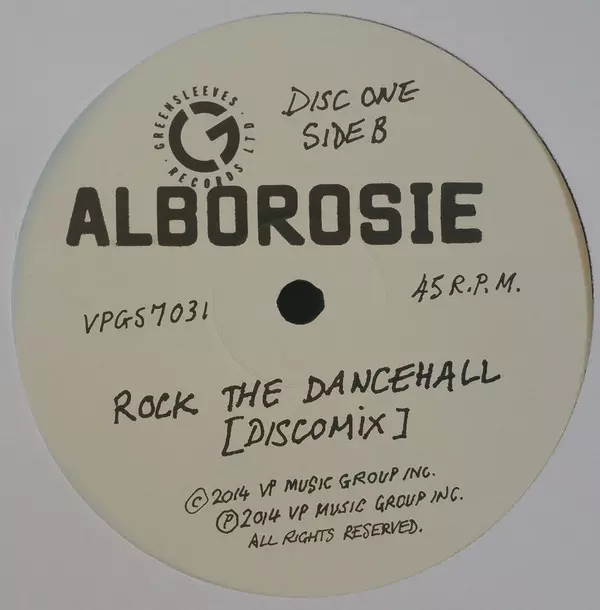 GREENSLEEVES · RECORDS LTD ·
DISC ONE
SIDE B
ALBOROSIE
VPGS7031
45 R.P.M.
ROCK THE DANCEHALL
[DISCOMIX]
© 2014 VP MUSIC GROUP INC.
℗ 2014 VP MUSIC GROUP INC.
ALL RIGHTS RESERVED.